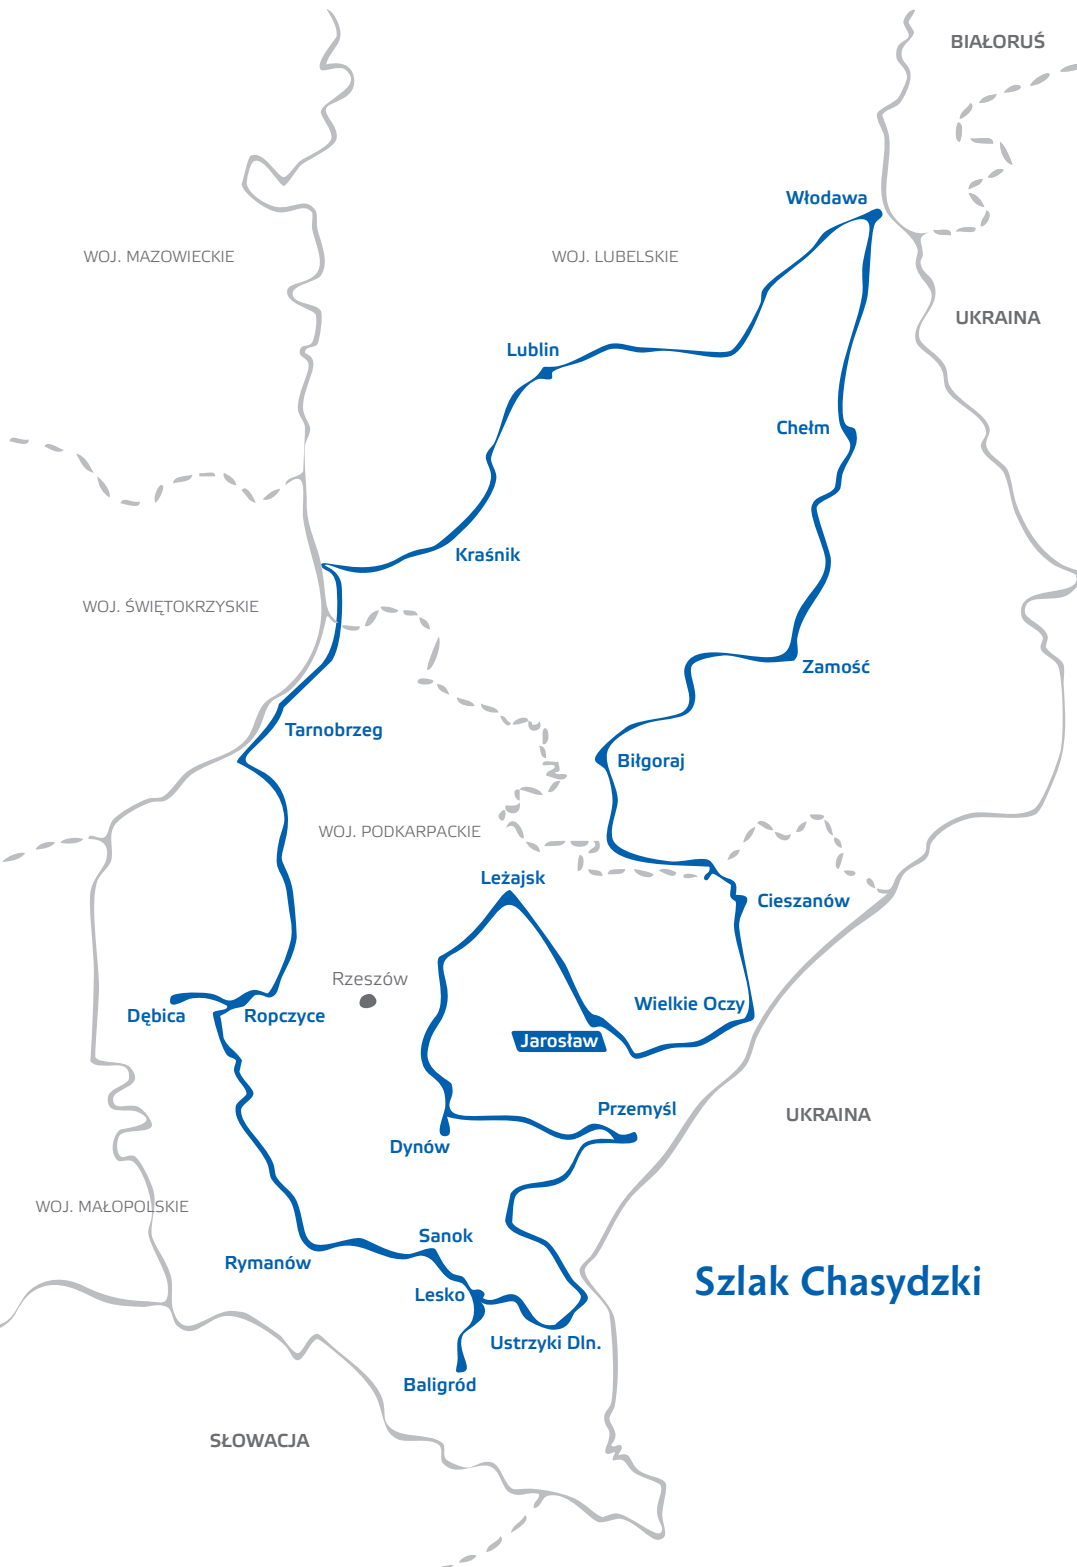 BIAŁORUŚ
Włodawa
WOJ. MAZOWIECKIE
WOJ. LUBELSKIE
UKRAINA
Lublin
Chełm
Kraśnik
WOJ. ŚWIĘTOKRZYSKIE
Zamość
Tarnobrzeg
Biłgoraj
WOJ. PODKARPACKIE
Leżajsk
Cieszanów
Rzeszów
Wielkie Oczy
Dębica
Ropczyce
Jarosław
Przemyśl
UKRAINA
Dynów
WOJ. MAŁOPOLSKIE
Sanok
Rymanów
Szlak Chasydzki
Lesko
Ustrzyki Dln.
Baligród
SŁOWACJA